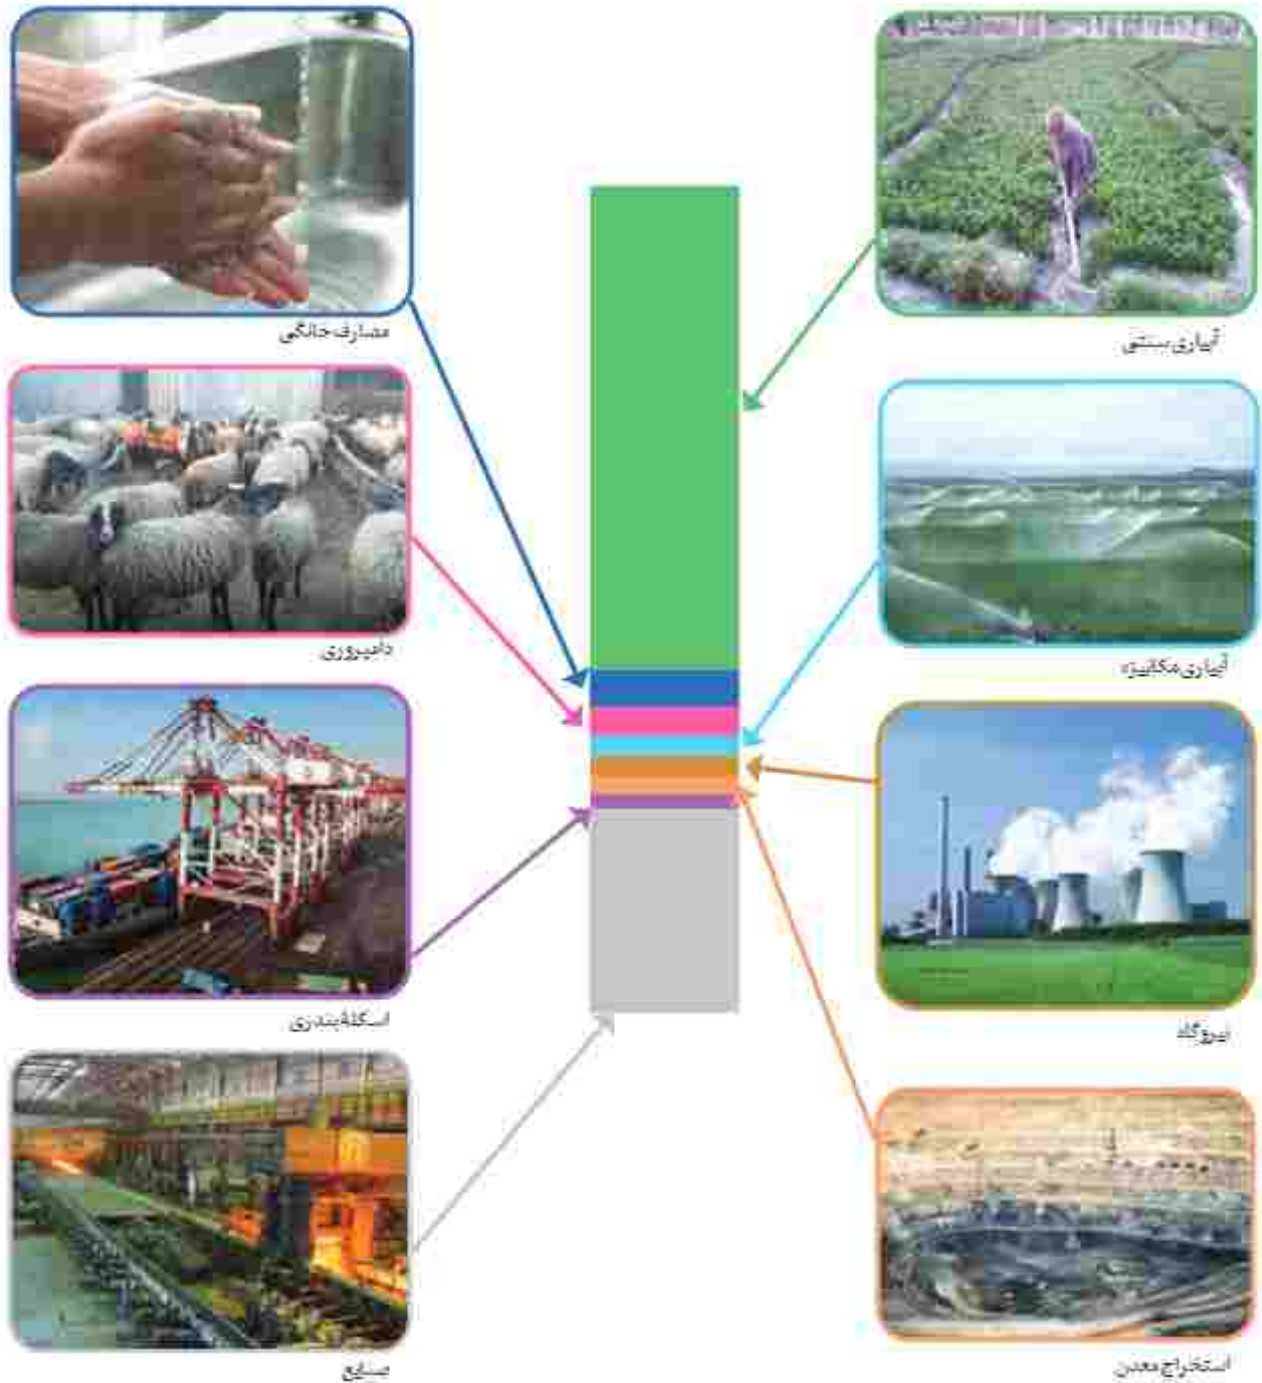 آبیاری سنتی
مصارف خانگی
آبیاری مکانیزه
دامپروری
نیروگاه
اسکلهٔ بندری
استخراج معدن
صنایع